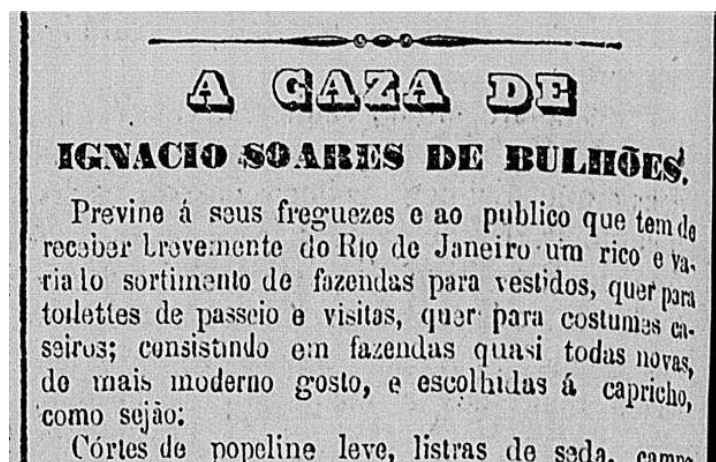 A CAZA DE
IGNACIO SOARES DE BULHÕES.
Previne á seus freguezes e ao publico que tem de
receber brevemente do Rio de Janeiro um rico e va-
riado sortimento de fazendas para vestidos, quer para
toilettes de passeio e visitas, quer para costumes ca-
seiros; consistindo em fazendas quasi todas novas,
do mais moderno gosto, e escolhidas á capricho,
como sejão:
Córtes de popeline leve, listras de seda,